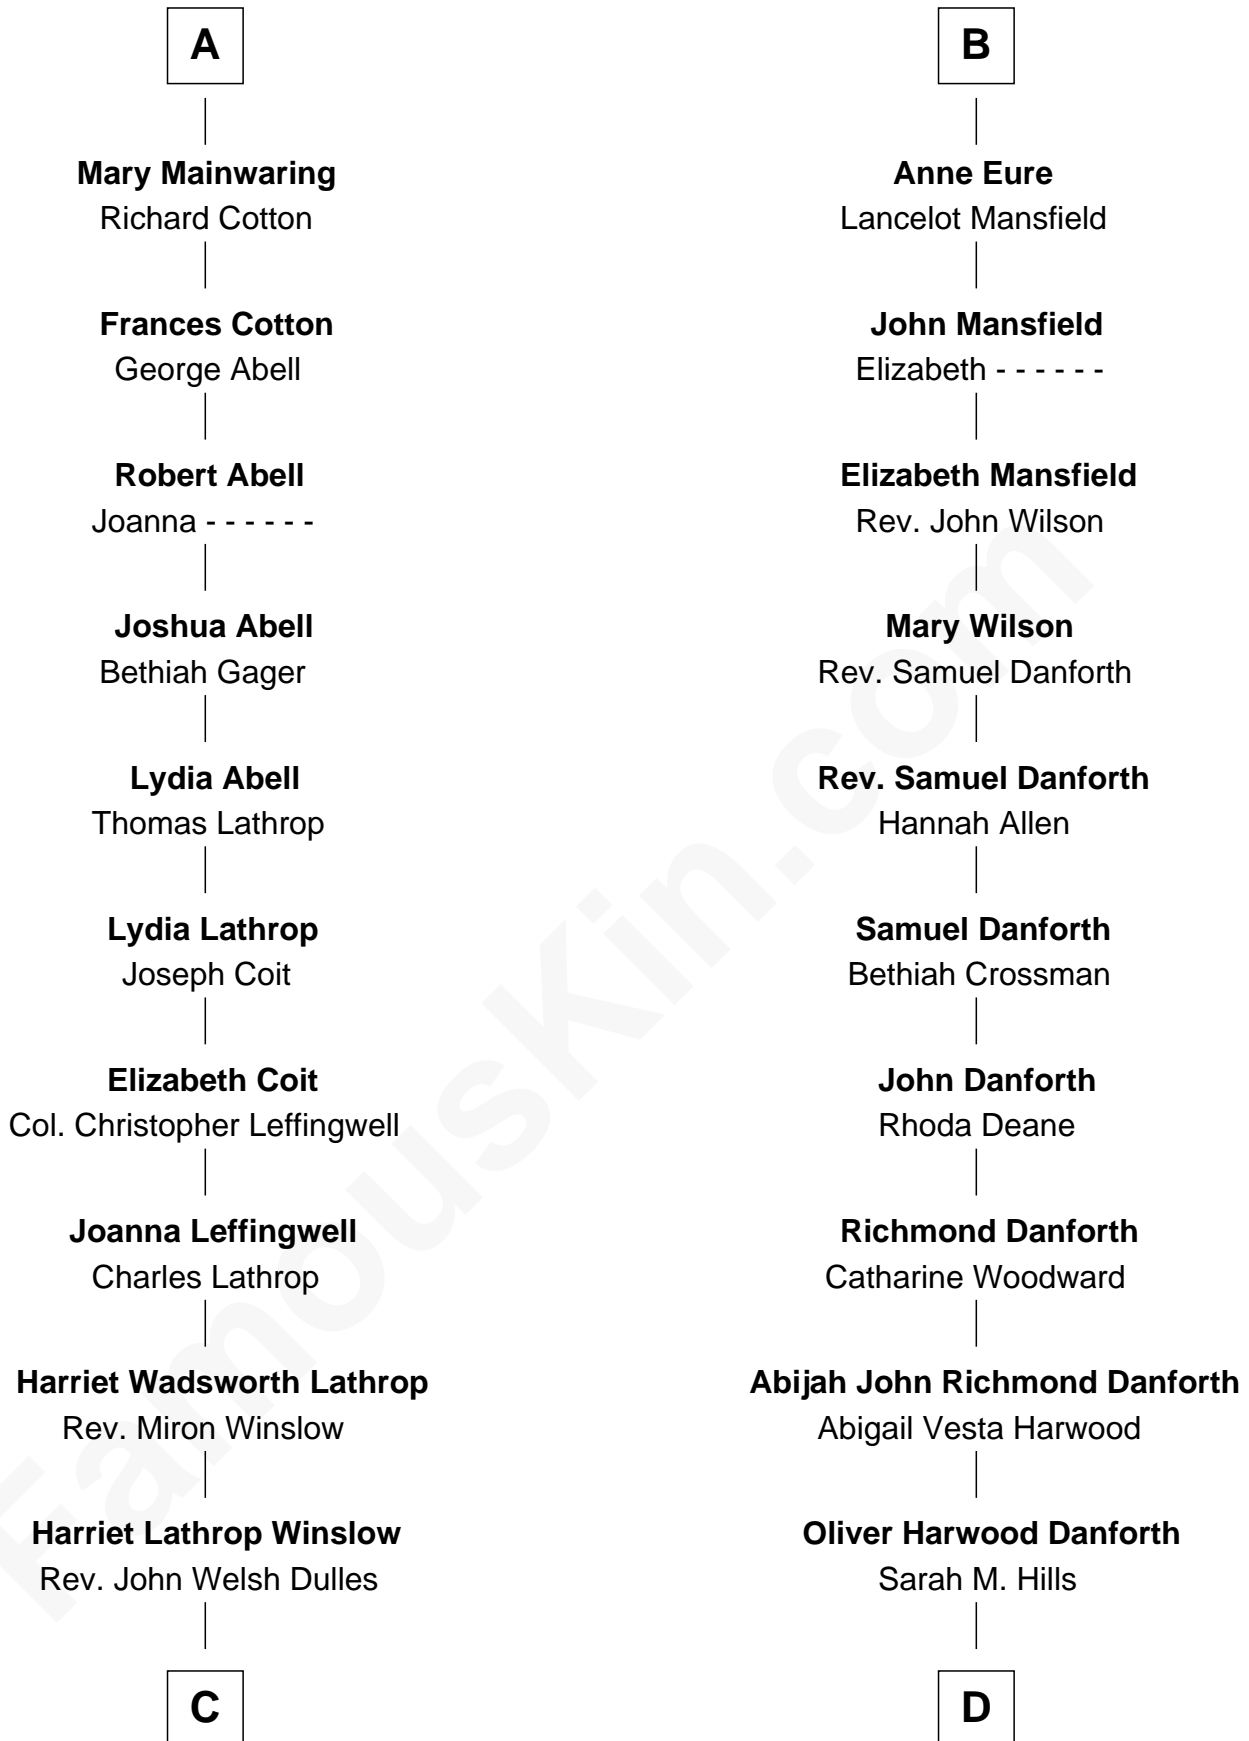 A
Mary Mainwaring
Richard Cotton
Frances Cotton
George Abell
Robert Abell
Joanna - - - - - -
Joshua Abell
Bethiah Gager
Lydia Abell
Thomas Lathrop
Lydia Lathrop
Joseph Coit
Elizabeth Coit
Col. Christopher Leffingwell
Joanna Leffingwell
Charles Lathrop
Harriet Wadsworth Lathrop
Rev. Miron Winslow
Harriet Lathrop Winslow
Rev. John Welsh Dulles
C
B
Anne Eure
Lancelot Mansfield
John Mansfield
Elizabeth - - - - - -
Elizabeth Mansfield
Rev. John Wilson
Mary Wilson
Rev. Samuel Danforth
Rev. Samuel Danforth
Hannah Allen
Samuel Danforth
Bethiah Crossman
John Danforth
Rhoda Deane
Richmond Danforth
Catharine Woodward
Abijah John Richmond Danforth
Abigail Vesta Harwood
Oliver Harwood Danforth
Sarah M. Hills
D
FamousKin.com